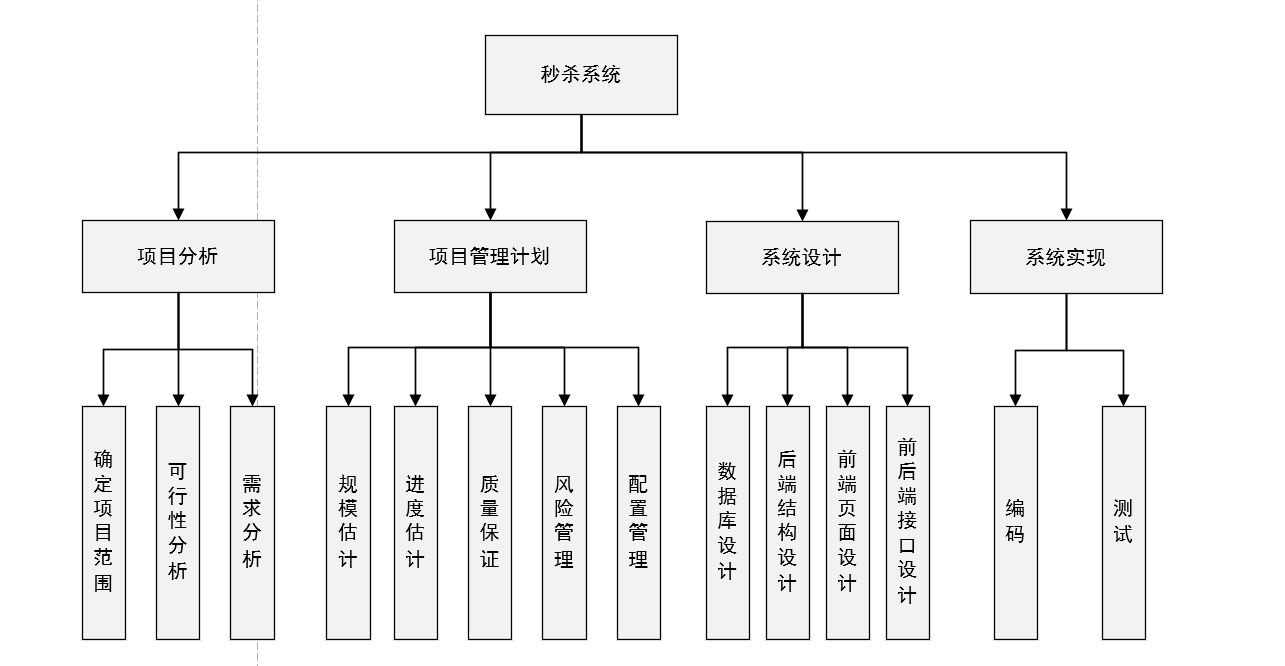 秒杀系统
项目分析
项目管理计划
系统设计
系统实现
确定项目范围
可行性分析
需求分析
规模估计
进度估计
质量保证
风险管理
配置管理
数据库设计
后端结构设计
前端页面设计
前后端接口设计
编码
测试